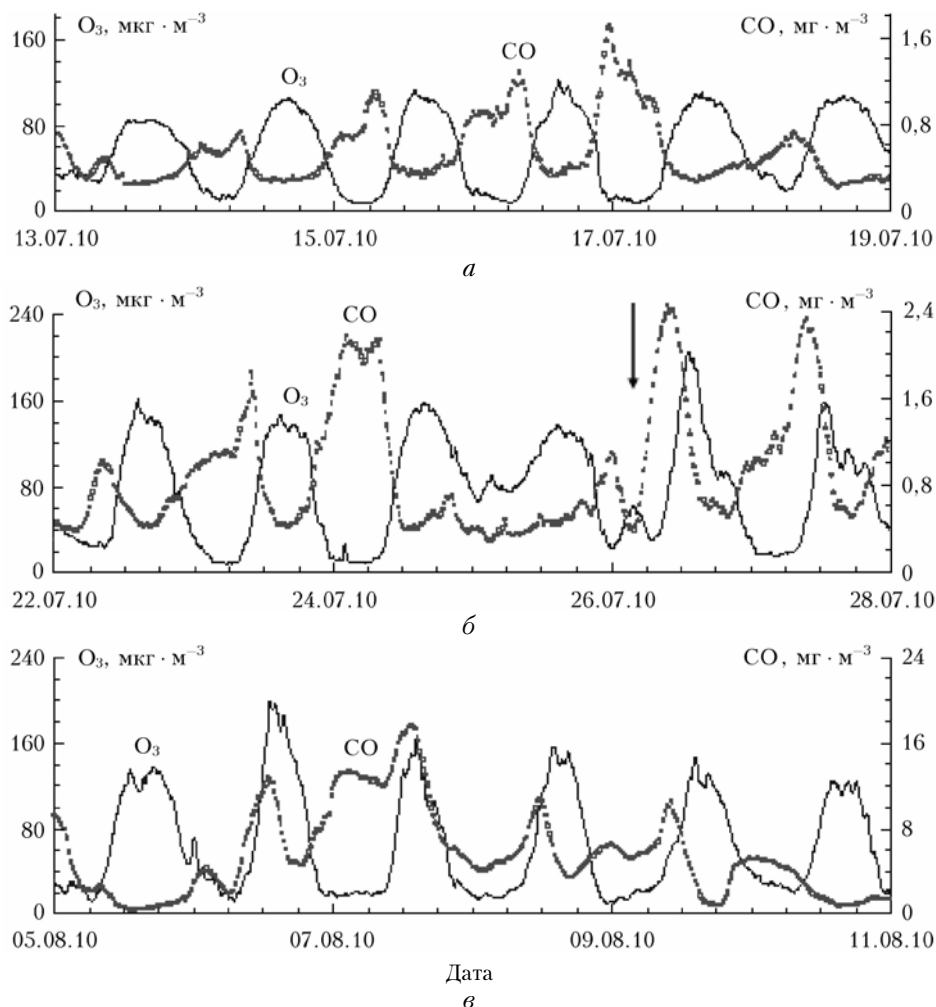 O₃, мкг · м⁻³ CO, мг · м⁻³
160 1,6
CO
O₃
80 0,8
0 0
13.07.10 15.07.10 17.07.10 19.07.10
а
O₃, мкг · м⁻³ CO, мг · м⁻³
240 2,4
CO
160 O₃ 1,6
80 0,8
0 0
22.07.10 24.07.10 26.07.10 28.07.10
б
O₃, мкг · м⁻³ CO, мг · м⁻³
240 24
O₃ CO
160 16
80 8
0 0
05.08.10 07.08.10 09.08.10 11.08.10
Дата
в